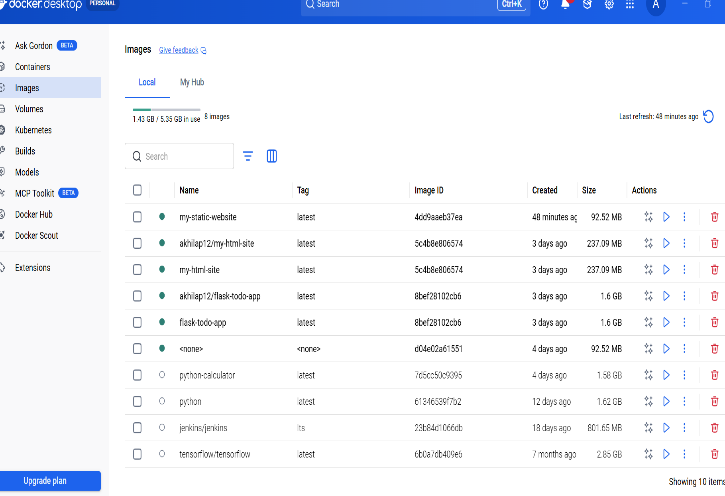 docker.desktop PERSONAL Search Ctrl+K A
Ask Gordon BETA
Containers
Images
Volumes
Kubernetes
Builds
Models
MCP Toolkit BETA
Docker Hub
Docker Scout
Extensions
Upgrade plan
Images Give feedback
Local My Hub
1.43 GB / 5.35 GB in use 8 images
Last refresh: 48 minutes ago
Search
Name Tag Image ID Created Size Actions
my-static-website latest 4dd9aaeb37ea 48 minutes ag 92.52 MB
akhilap12/my-html-site latest 5c4b8e806574 3 days ago 237.09 MB
my-html-site latest 5c4b8e806574 3 days ago 237.09 MB
akhilap12/flask-todo-app latest 8bef28102cb6 3 days ago 1.6 GB
flask-todo-app latest 8bef28102cb6 3 days ago 1.6 GB
<none> <none> d04e02a61551 4 days ago 92.52 MB
python-calculator latest 7d5cc50c9395 4 days ago 1.58 GB
python latest 61346539f7b2 12 days ago 1.62 GB
jenkins/jenkins lts 23b84d1066db 18 days ago 801.65 MB
tensorflow/tensorflow latest 6b0a7db409e6 7 months ago 2.85 GB
Showing 10 items